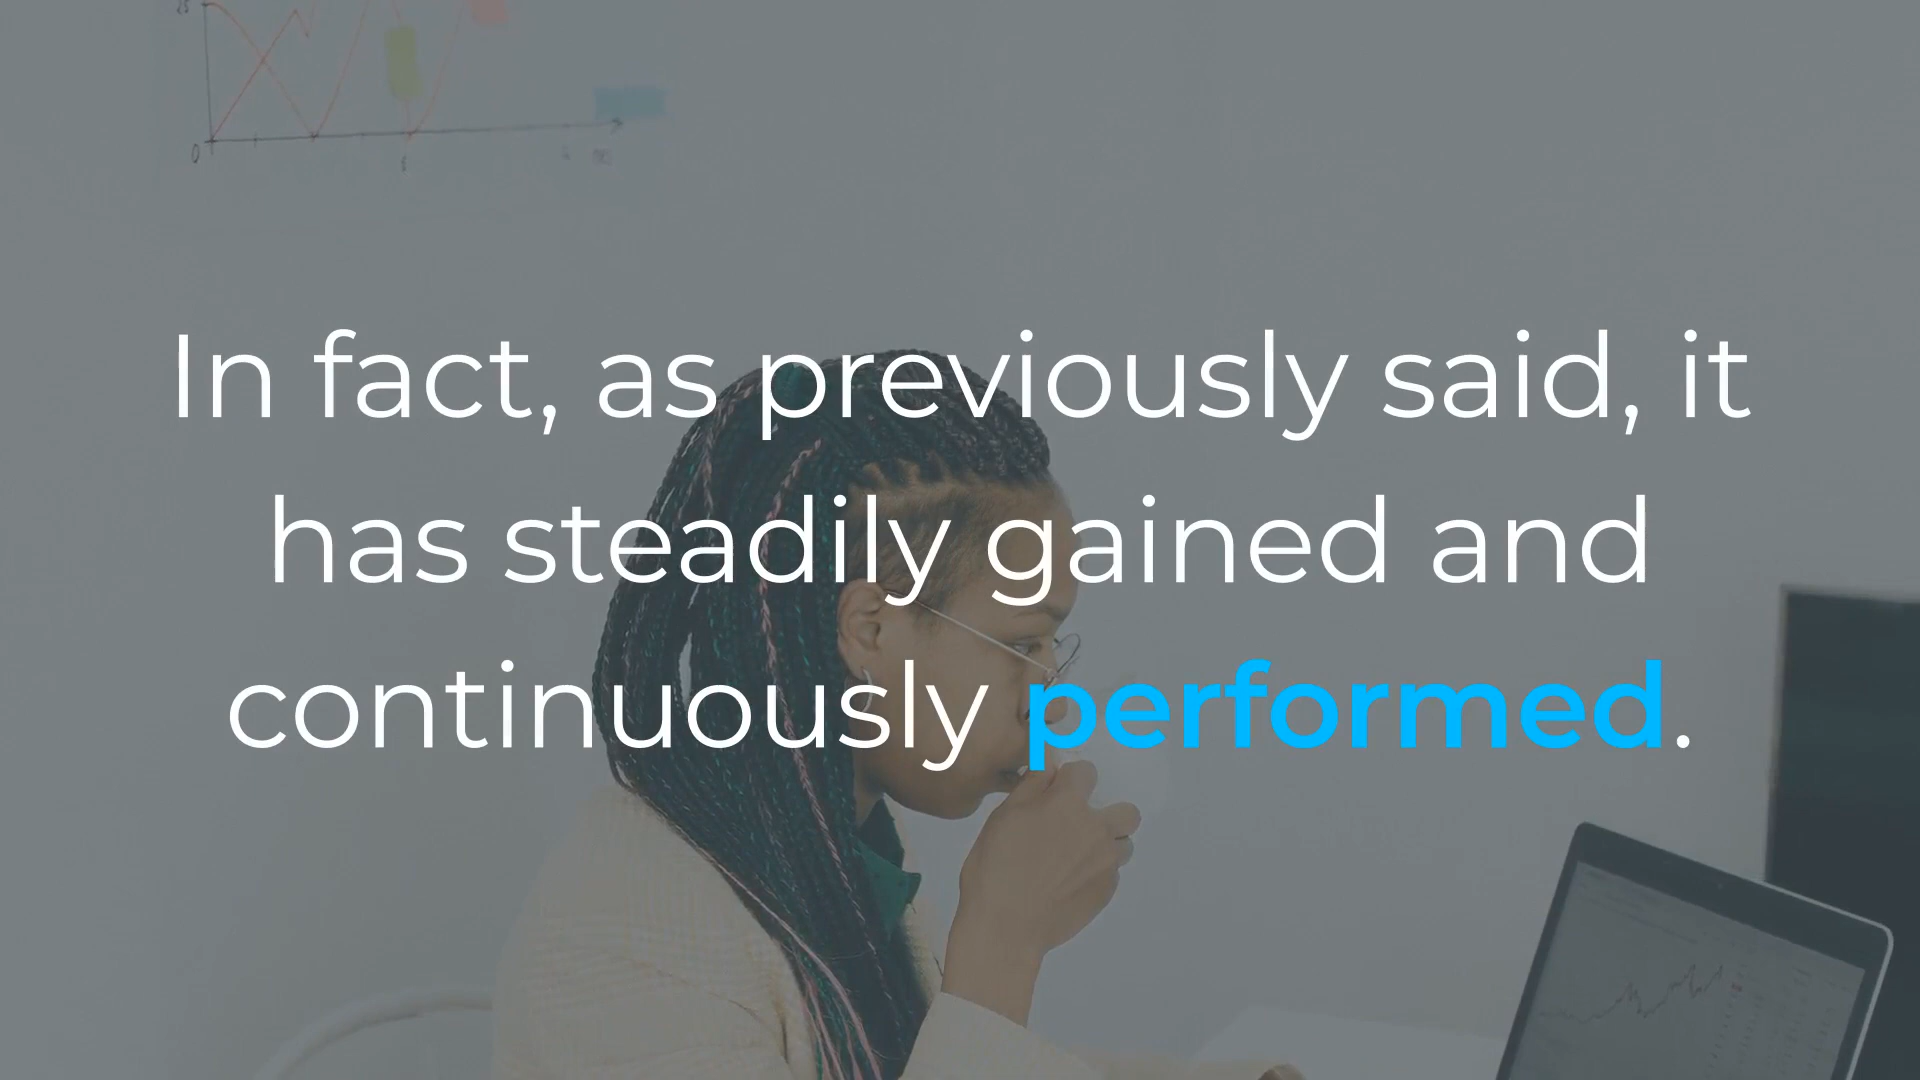 In fact, as previously said, it
has steadily gained and
continuously performed.